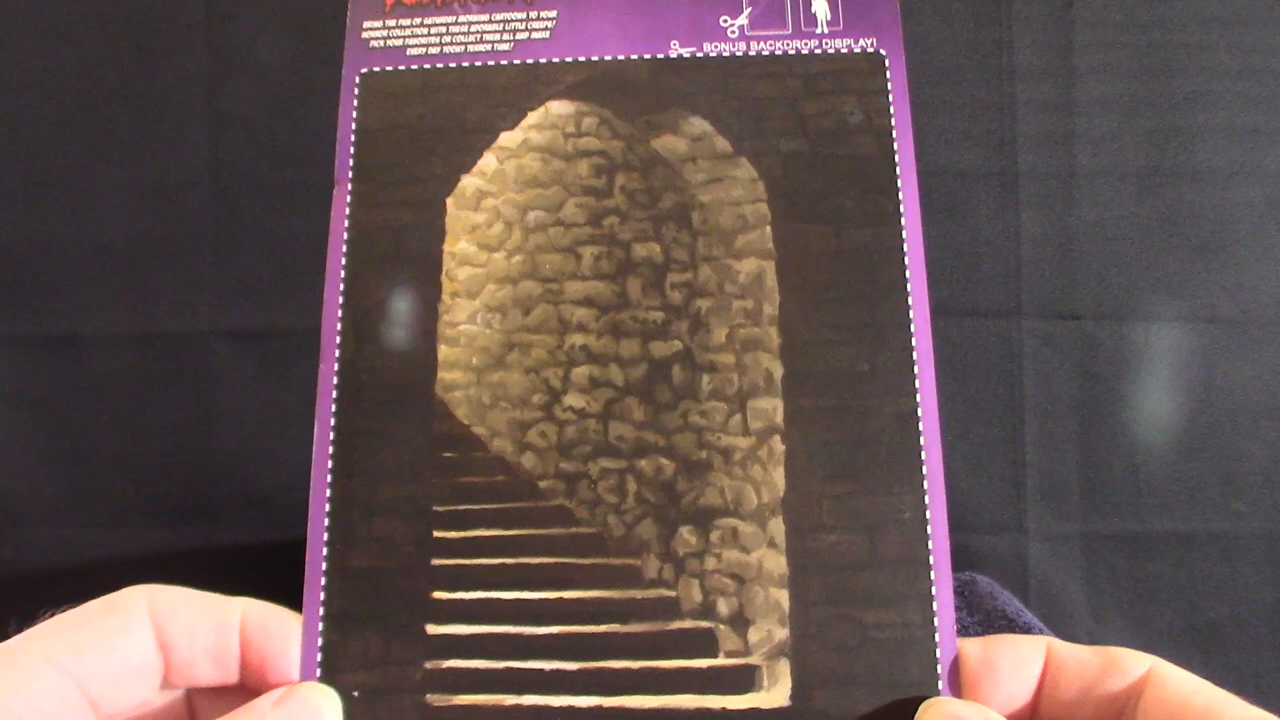 BRING THE FUN OF SATURDAY MORNING CARTOONS TO YOUR
HORROR COLLECTION WITH THESE ADORABLE LITTLE CREEPS!
PICK YOUR FAVORITES OR COLLECT THEM ALL AND MAKE
EVERY DAY TOONY TERROR TIME!
BONUS BACKDROP DISPLAY!